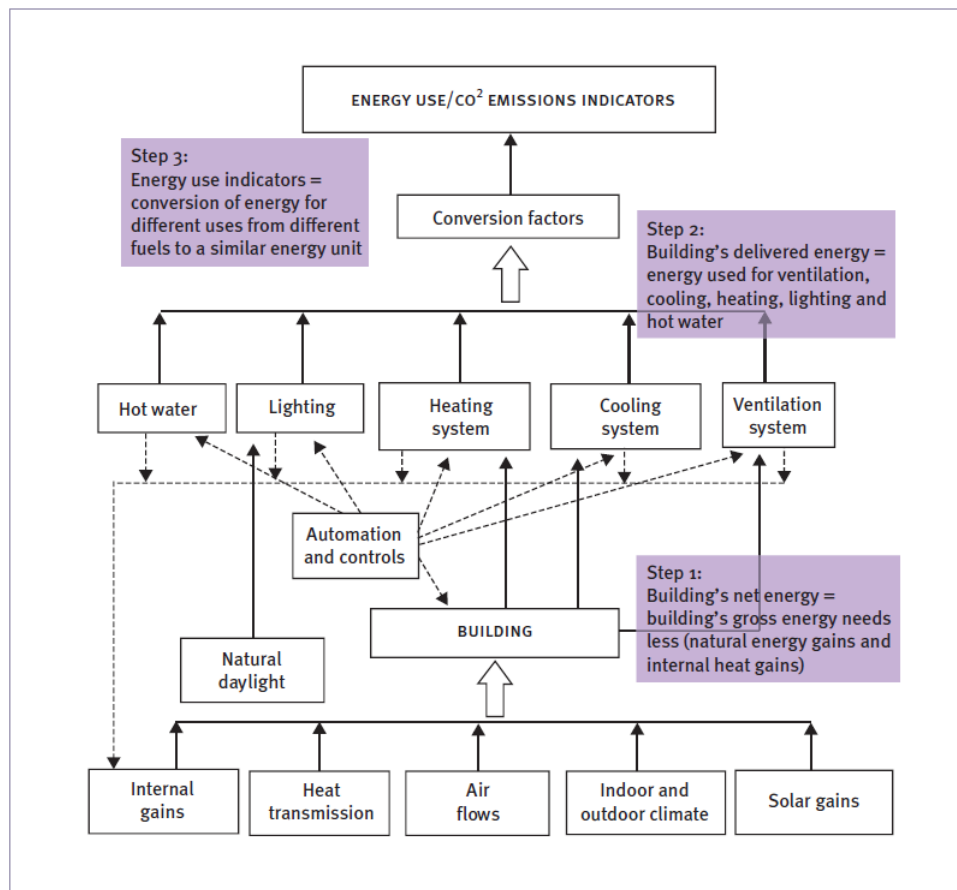 ENERGY USE/CO² EMISSIONS INDICATORS
Step 3:
Energy use indicators =
conversion of energy for
different uses from different
fuels to a similar energy unit
Conversion factors
Step 2:
Building’s delivered energy =
energy used for ventilation,
cooling, heating, lighting and
hot water
Hot water
Lighting
Heating
system
Cooling
system
Ventilation
system
Automation
and controls
Step 1:
Building’s net energy =
building’s gross energy needs
less (natural energy gains and
internal heat gains)
BUILDING
Natural
daylight
Internal
gains
Heat
transmission
Air
flows
Indoor and
outdoor climate
Solar gains